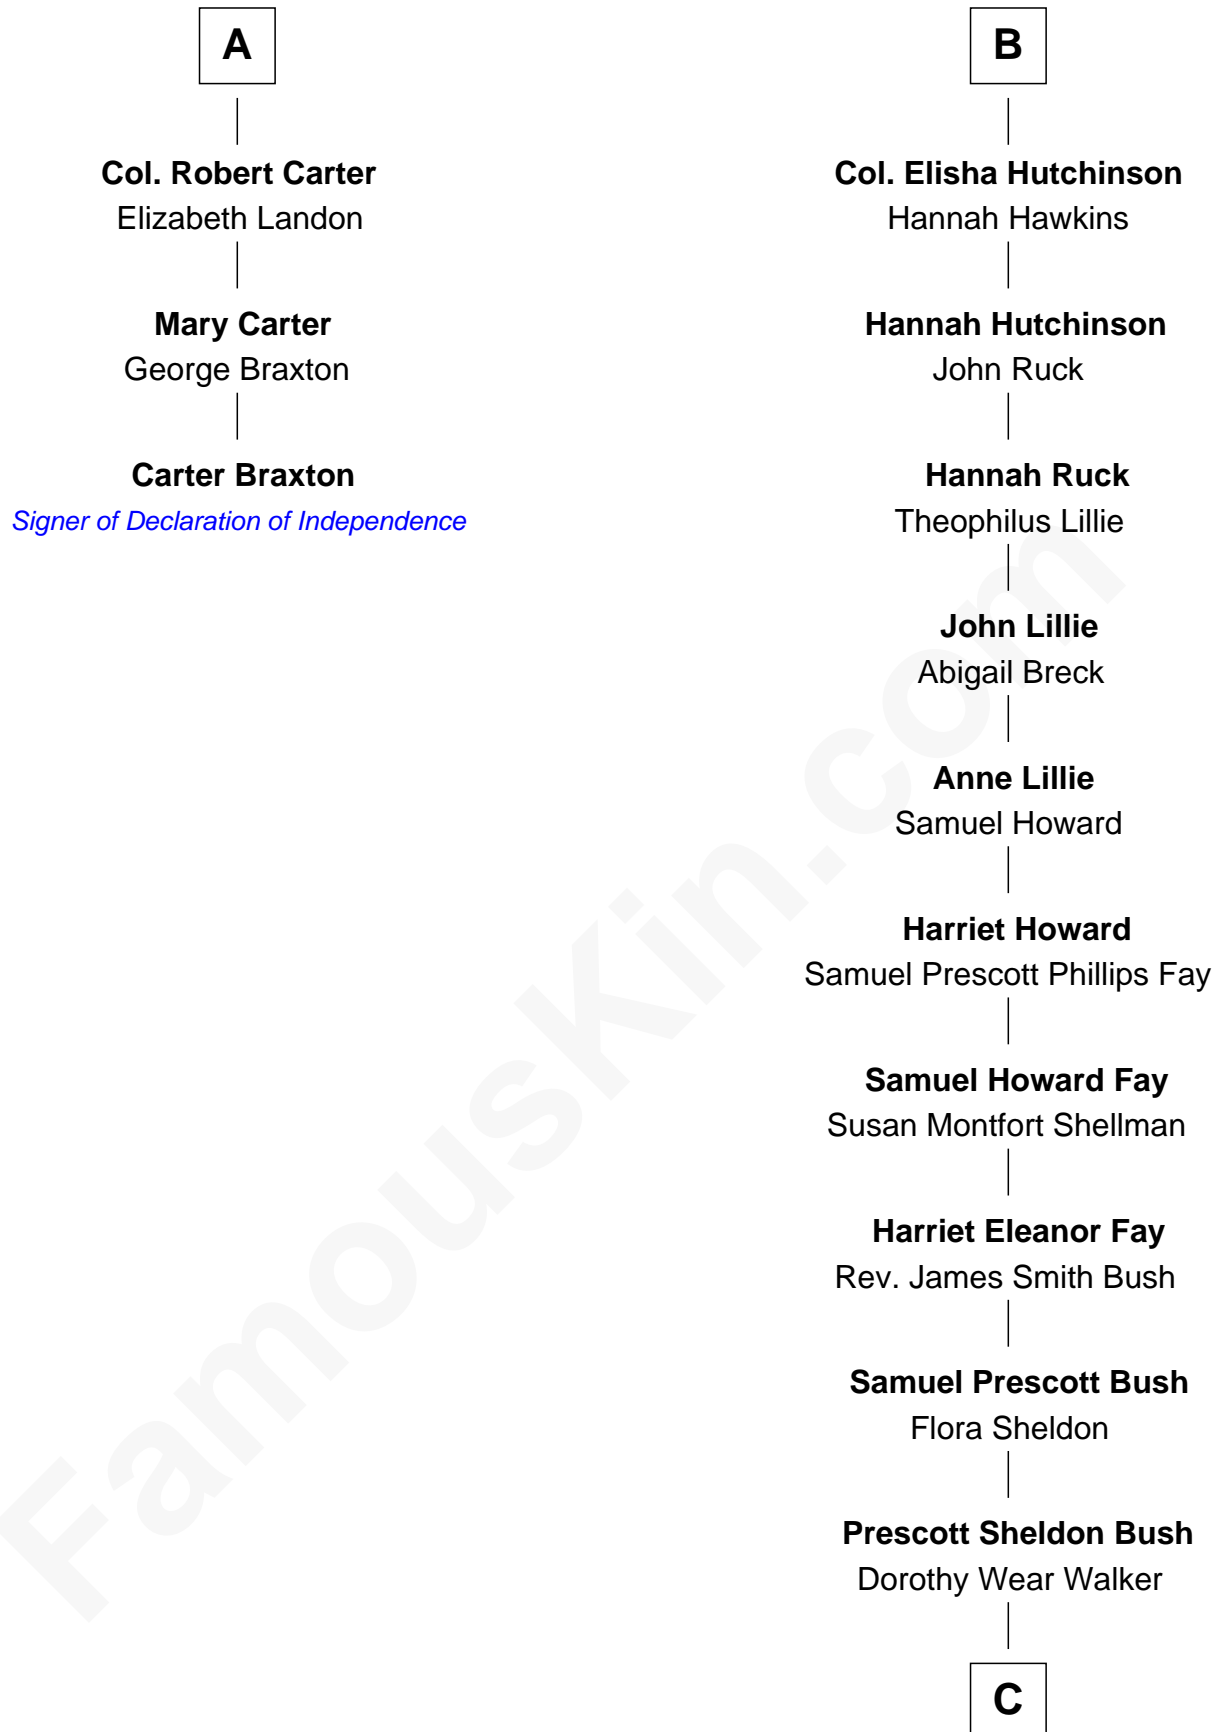 A
Col. Robert Carter
Elizabeth Landon
Mary Carter
George Braxton
Carter Braxton
Signer of Declaration of Independence
B
Col. Elisha Hutchinson
Hannah Hawkins
Hannah Hutchinson
John Ruck
Hannah Ruck
Theophilus Lillie
John Lillie
Abigail Breck
Anne Lillie
Samuel Howard
Harriet Howard
Samuel Prescott Phillips Fay
Samuel Howard Fay
Susan Montfort Shellman
Harriet Eleanor Fay
Rev. James Smith Bush
Samuel Prescott Bush
Flora Sheldon
Prescott Sheldon Bush
Dorothy Wear Walker
C
FamousKin.com